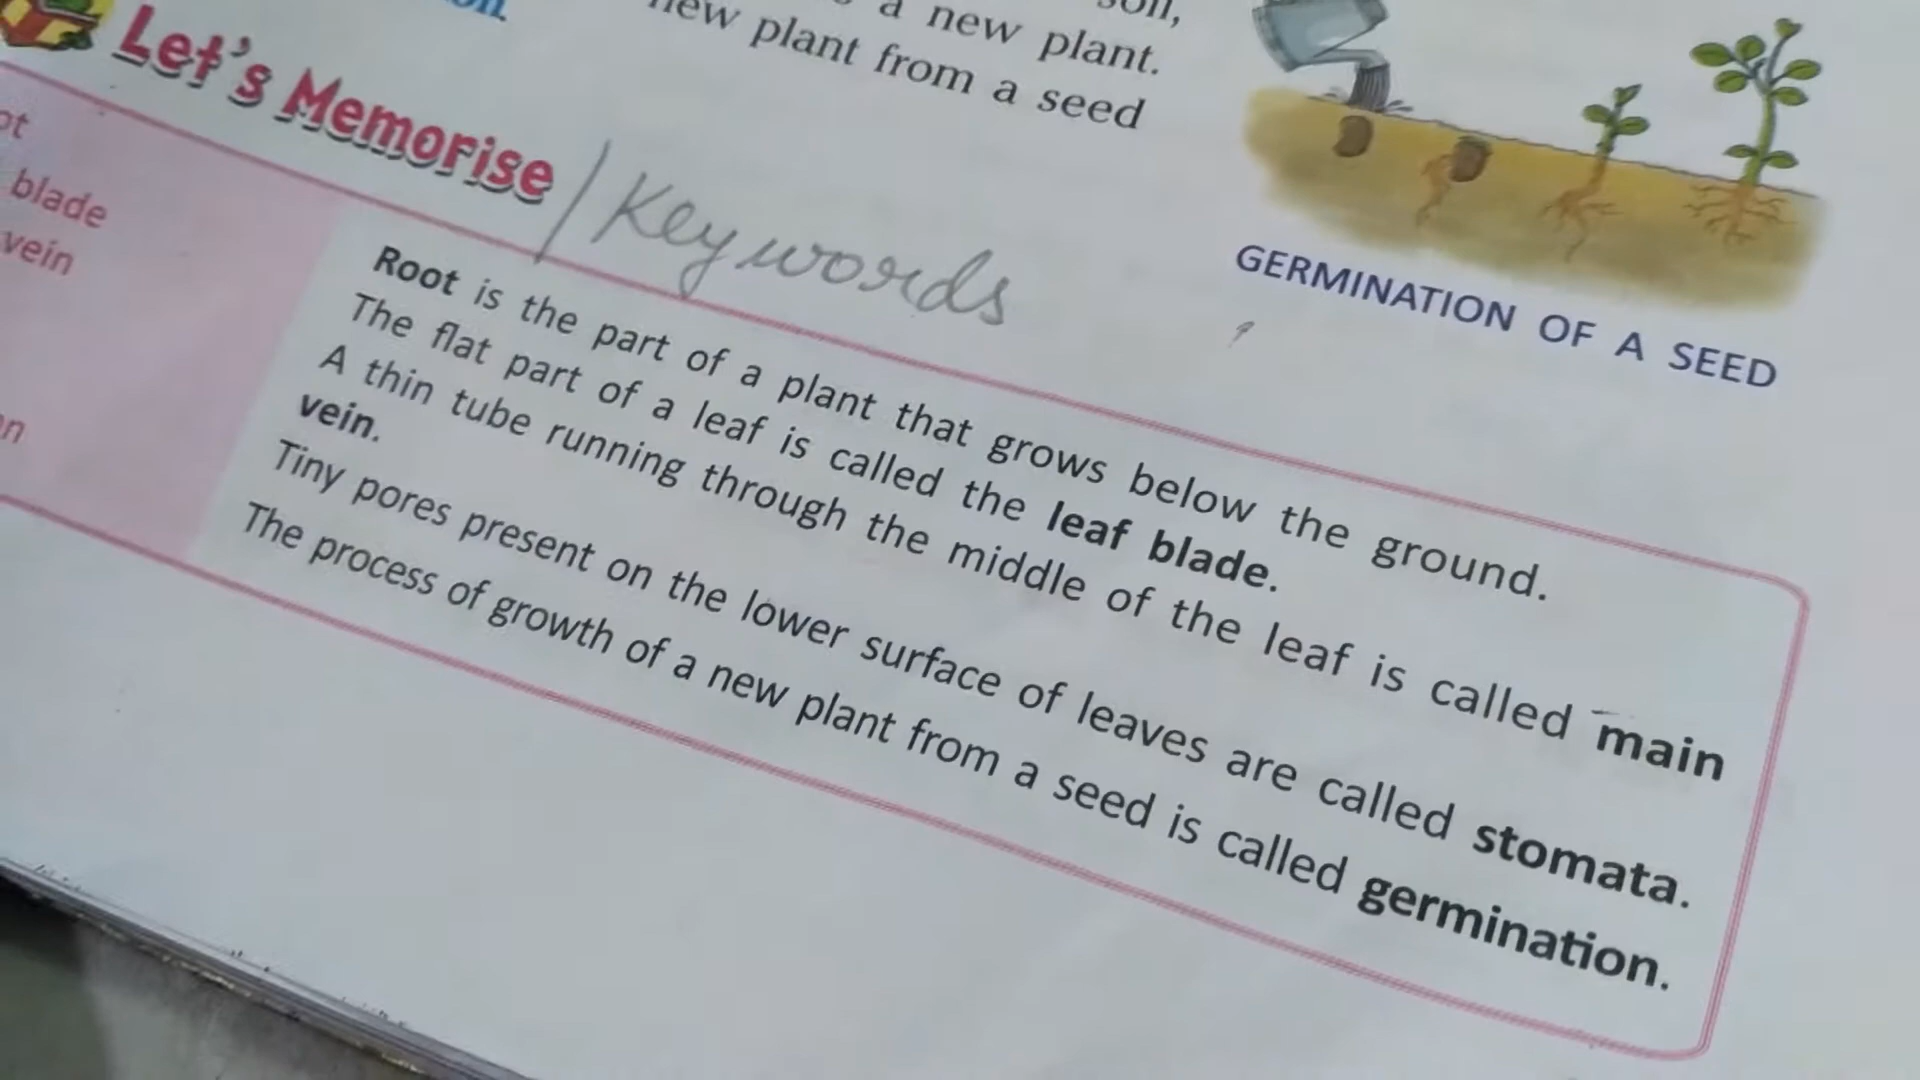 soil,
a new plant.
new plant from a seed
Let's Memorise / Keywords
blade
vein
Root is the part of a plant that grows below the ground.
The flat part of a leaf is called the leaf blade.
A thin tube running through the middle of the leaf is called main
vein.
Tiny pores present on the lower surface of leaves are called stomata.
The process of growth of a new plant from a seed is called germination.
GERMINATION OF A SEED